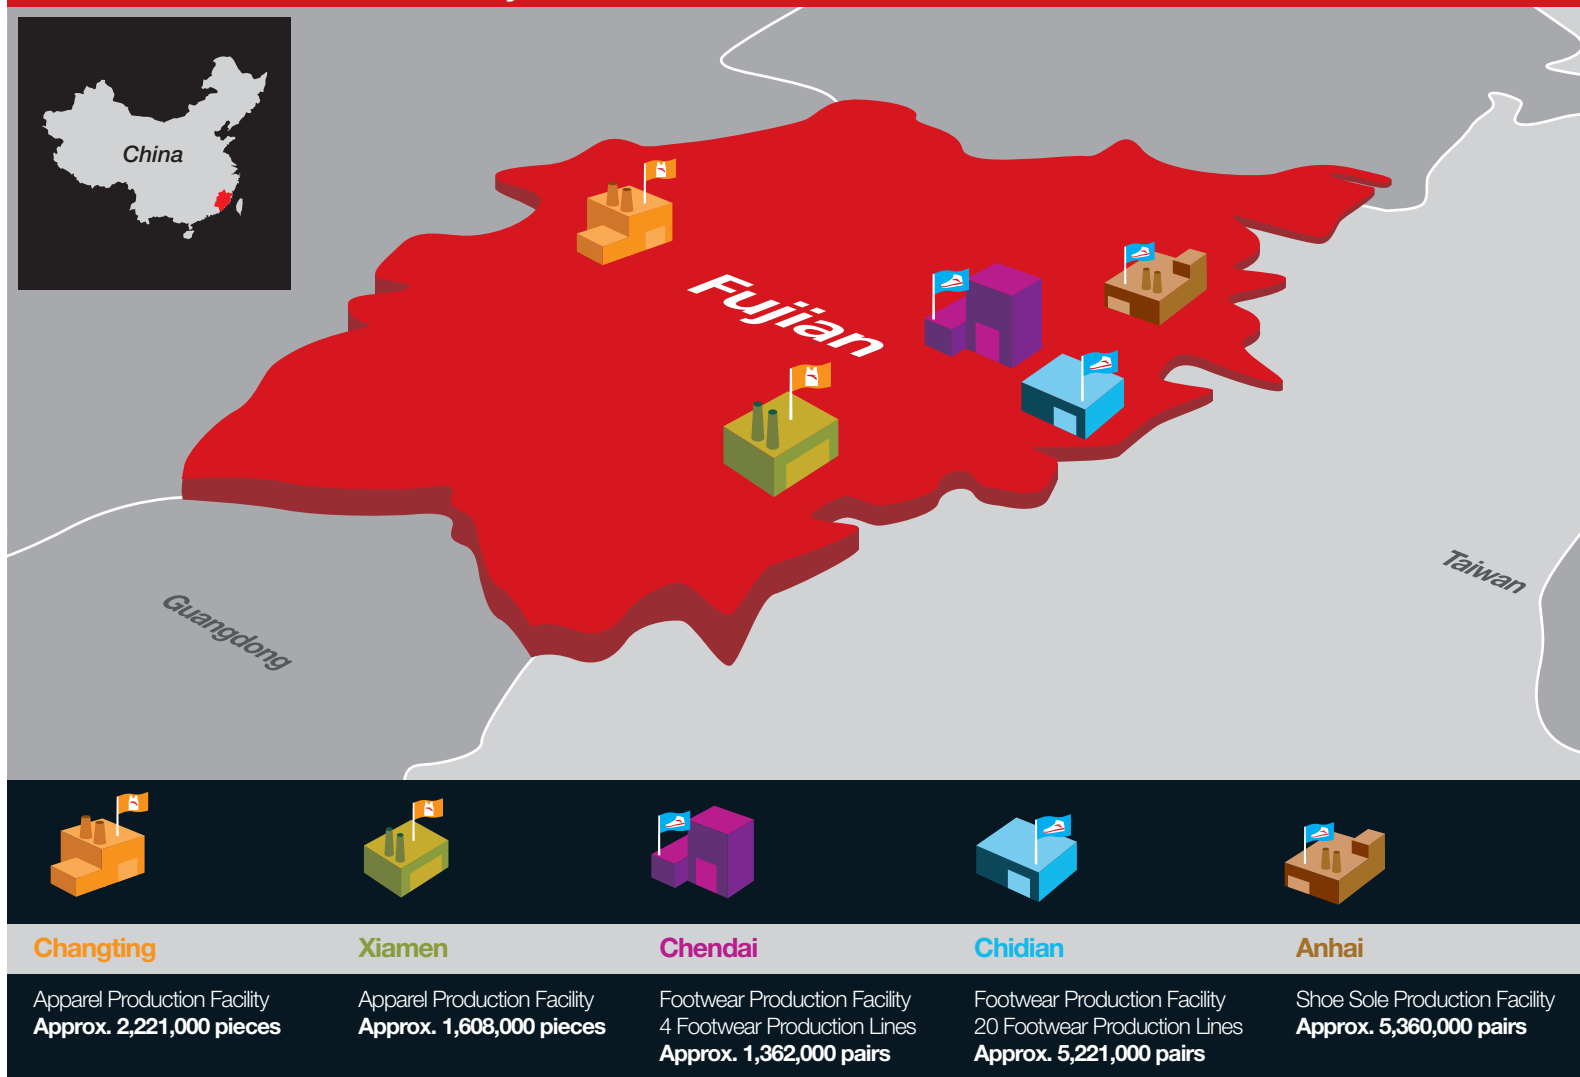 China
Fujian
Guangdong
Taiwan
Changting
Apparel Production Facility
Approx. 2,221,000 pieces
Xiamen
Apparel Production Facility
Approx. 1,608,000 pieces
Chendai
Footwear Production Facility
4 Footwear Production Lines
Approx. 1,362,000 pairs
Chidian
Footwear Production Facility
20 Footwear Production Lines
Approx. 5,221,000 pairs
Anhai
Shoe Sole Production Facility
Approx. 5,360,000 pairs